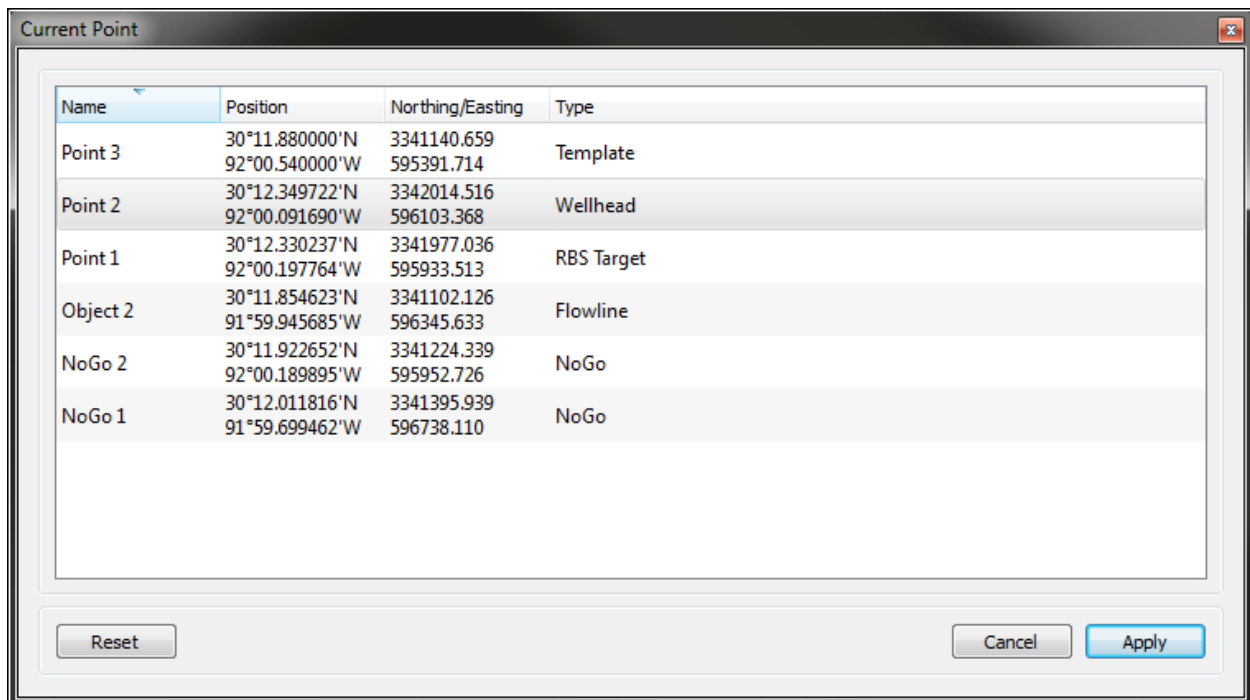 Current Point
Name Position Northing/Easting Type
Point 3 30°11.880000'N 3341140.659 Template
92°00.540000'W 595391.714
Point 2 30°12.349722'N 3342014.516 Wellhead
92°00.091690'W 596103.368
Point 1 30°12.330237'N 3341977.036 RBS Target
92°00.197764'W 595933.513
Object 2 30°11.854623'N 3341102.126 Flowline
91°59.945685'W 596345.633
NoGo 2 30°11.922652'N 3341224.339 NoGo
92°00.189895'W 595952.726
NoGo 1 30°12.011816'N 3341395.939 NoGo
91°59.699462'W 596738.110
Reset Cancel Apply